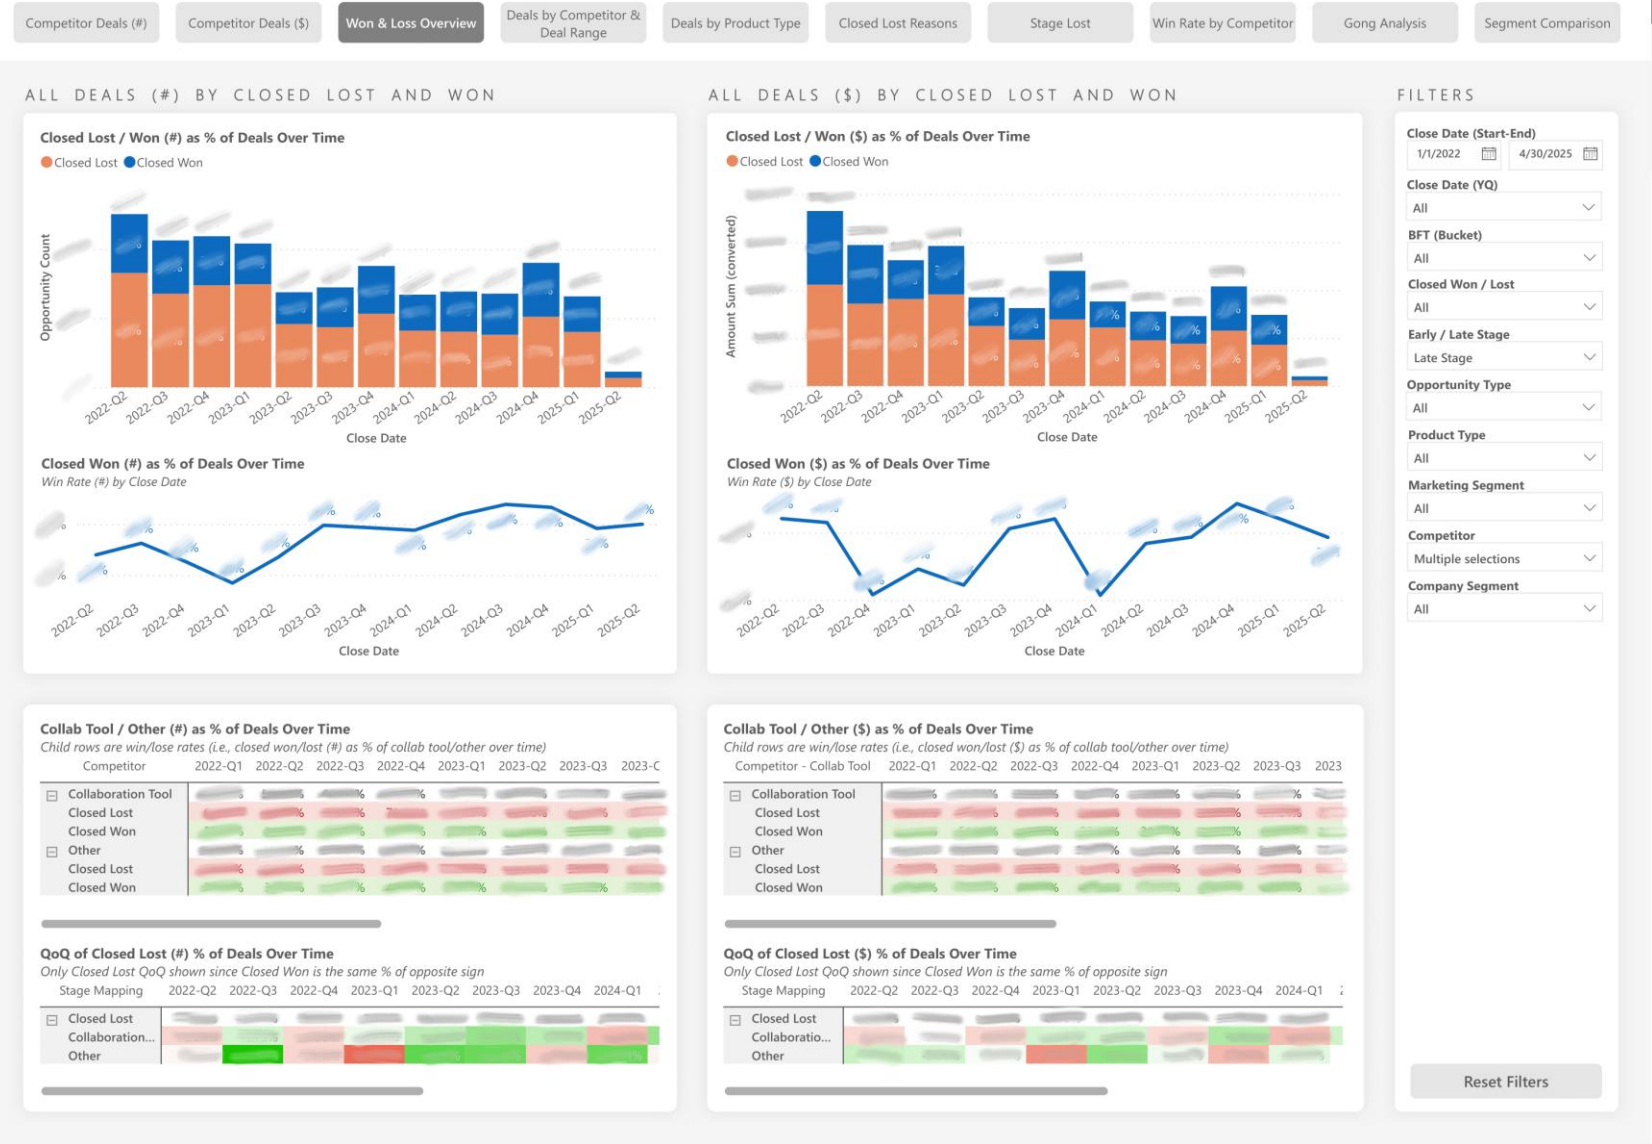 Competitor Deals (#)
Competitor Deals ($)
Won & Loss Overview
Deals by Competitor &
Deal Range
Deals by Product Type
Closed Lost Reasons
Stage Lost
Win Rate by Competitor
Gong Analysis
Segment Comparison
ALL DEALS (#) BY CLOSED LOST AND WON
Closed Lost / Won (#) as % of Deals Over Time
Closed Lost Closed Won
Opportunity Count
2022-Q2 2022-Q3 2022-Q4 2023-Q1 2023-Q2 2023-Q3 2023-Q4 2024-Q1 2024-Q2 2024-Q3 2024-Q4 2025-Q1 2025-Q2
Close Date
Closed Won (#) as % of Deals Over Time
Win Rate (#) by Close Date
2022-Q2 2022-Q3 2022-Q4 2023-Q1 2023-Q2 2023-Q3 2023-Q4 2024-Q1 2024-Q2 2024-Q3 2024-Q4 2025-Q1 2025-Q2
Close Date
ALL DEALS ($) BY CLOSED LOST AND WON
Closed Lost / Won ($) as % of Deals Over Time
Closed Lost Closed Won
Amount Sum (converted)
2022-Q2 2022-Q3 2022-Q4 2023-Q1 2023-Q2 2023-Q3 2023-Q4 2024-Q1 2024-Q2 2024-Q3 2024-Q4 2025-Q1 2025-Q2
Close Date
Closed Won ($) as % of Deals Over Time
Win Rate ($) by Close Date
2022-Q2 2022-Q3 2022-Q4 2023-Q1 2023-Q2 2023-Q3 2023-Q4 2024-Q1 2024-Q2 2024-Q3 2024-Q4 2025-Q1 2025-Q2
Close Date
Collab Tool / Other (#) as % of Deals Over Time
Child rows are win/lose rates (i.e., closed won/lost (#) as % of collab tool/other over time)
Competitor 2022-Q1 2022-Q2 2022-Q3 2022-Q4 2023-Q1 2023-Q2 2023-Q3 2023-C
Collaboration Tool
Closed Lost
Closed Won
Other
Closed Lost
Closed Won
QoQ of Closed Lost (#) % of Deals Over Time
Only Closed Lost QoQ shown since Closed Won is the same % of opposite sign
Stage Mapping 2022-Q2 2022-Q3 2022-Q4 2023-Q1 2023-Q2 2023-Q3 2023-Q4 2024-Q1
Closed Lost
Collaboration...
Other
Collab Tool / Other ($) as % of Deals Over Time
Child rows are win/lose rates (i.e., closed won/lost ($) as % of collab tool/other over time)
Competitor - Collab Tool 2022-Q1 2022-Q2 2022-Q3 2022-Q4 2023-Q1 2023-Q2 2023-Q3 2023
Collaboration Tool
Closed Lost
Closed Won
Other
Closed Lost
Closed Won
QoQ of Closed Lost ($) % of Deals Over Time
Only Closed Lost QoQ shown since Closed Won is the same % of opposite sign
Stage Mapping 2022-Q2 2022-Q3 2022-Q4 2023-Q1 2023-Q2 2023-Q3 2023-Q4 2024-Q1
Closed Lost
Collaboratio...
Other
FILTERS
Close Date (Start-End)
1/1/2022 4/30/2025
Close Date (YQ)
All
BFT (Bucket)
All
Closed Won / Lost
All
Early / Late Stage
Late Stage
Opportunity Type
All
Product Type
All
Marketing Segment
All
Competitor
Multiple selections
Company Segment
All
Reset Filters